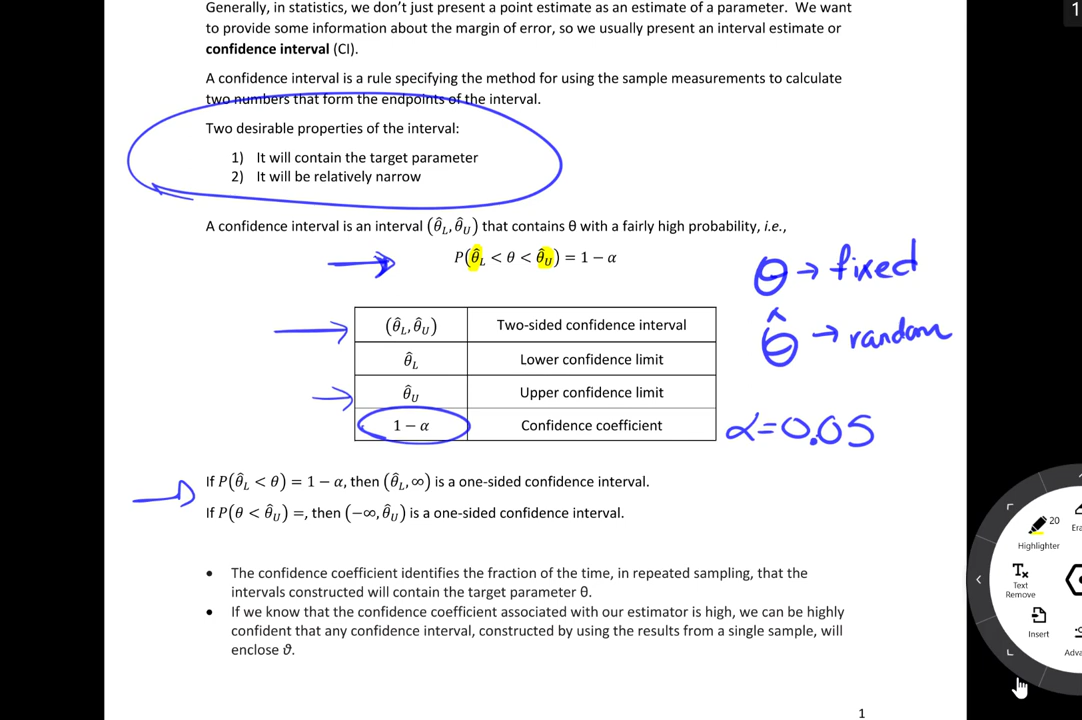 Generally, in statistics, we don't just present a point estimate as an estimate of a parameter. We want
to provide some information about the margin of error, so we usually present an interval estimate or
confidence interval (CI).
A confidence interval is a rule specifying the method for using the sample measurements to calculate
two numbers that form the endpoints of the interval.
Two desirable properties of the interval:
1) It will contain the target parameter
2) It will be relatively narrow
A confidence interval is an interval (θ̂_L, θ̂_U) that contains θ with a fairly high probability, i.e.,
P(θ̂_L < θ < θ̂_U) = 1 − α
θ → fixed
θ̂ → random
(θ̂_L, θ̂_U) Two-sided confidence interval
θ̂_L Lower confidence limit
θ̂_U Upper confidence limit
1 − α Confidence coefficient
α=0.05
If P(θ̂_L < θ) = 1 − α, then (θ̂_L, ∞) is a one-sided confidence interval.
If P(θ < θ̂_U) =, then (−∞, θ̂_U) is a one-sided confidence interval.
• The confidence coefficient identifies the fraction of the time, in repeated sampling, that the
intervals constructed will contain the target parameter θ.
• If we know that the confidence coefficient associated with our estimator is high, we can be highly
confident that any confidence interval, constructed by using the results from a single sample, will
enclose ϑ.
1
1
20
Highlighter
Text
Remove
Insert